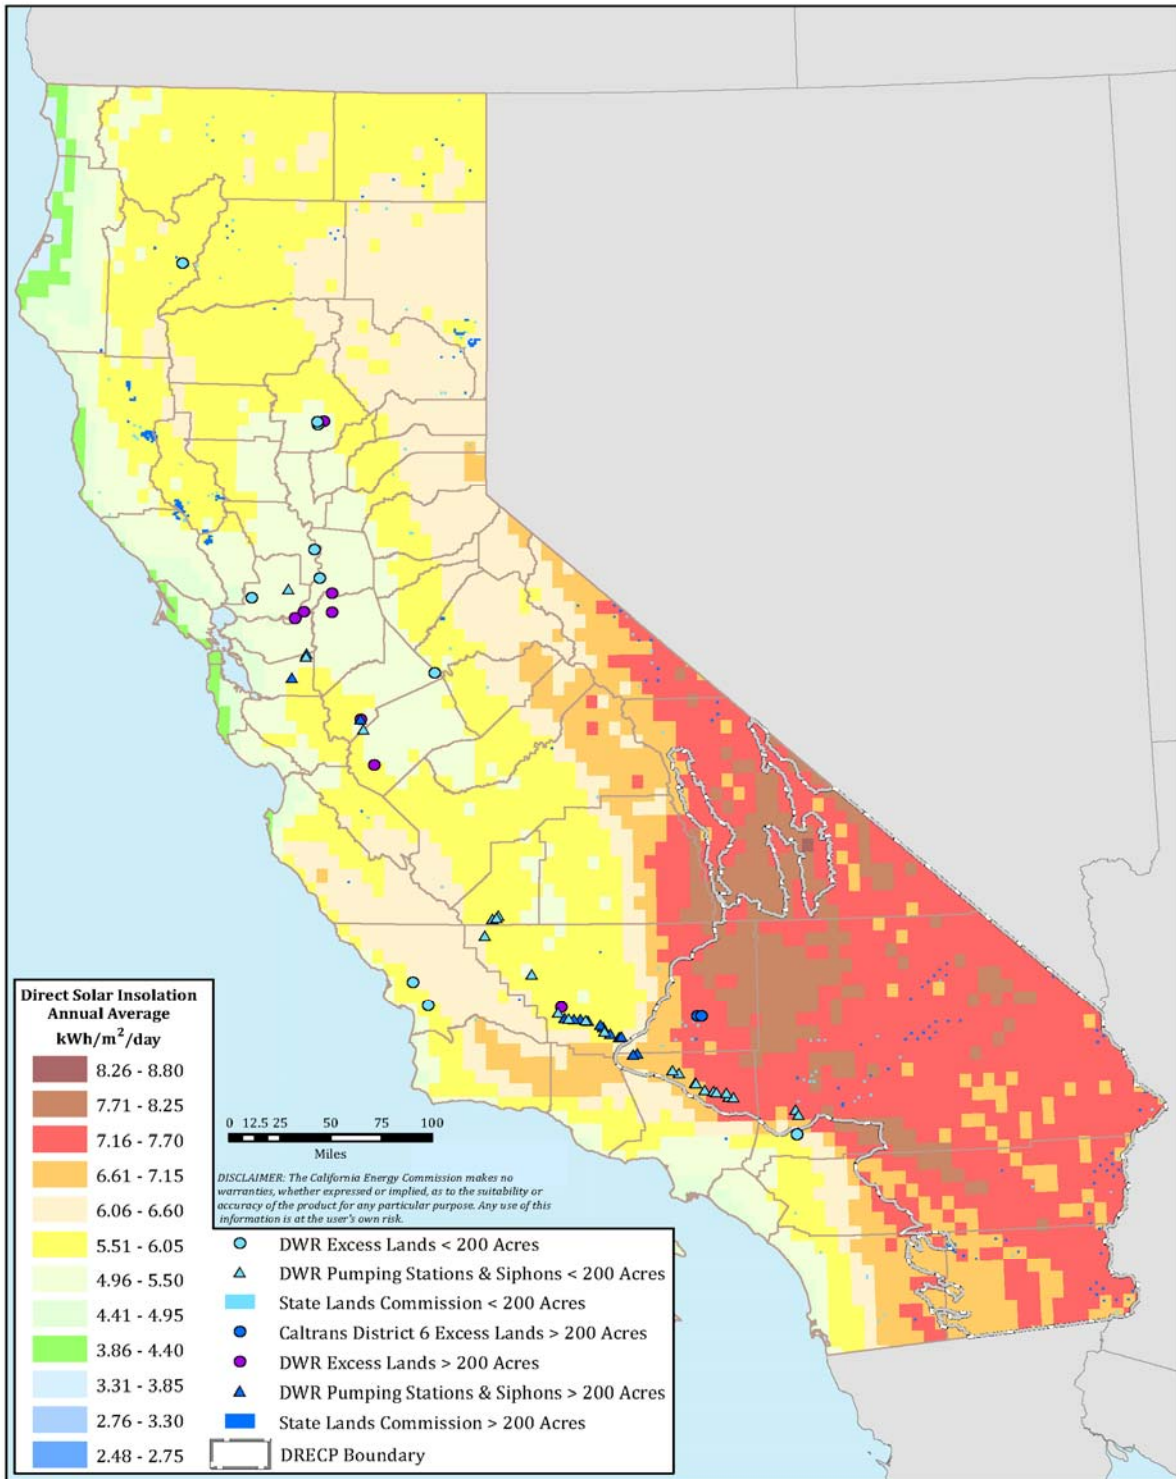 Direct Solar Insolation
Annual Average
kWh/m²/day
8.26 - 8.80
7.71 - 8.25
7.16 - 7.70
6.61 - 7.15
6.06 - 6.60
5.51 - 6.05
4.96 - 5.50
4.41 - 4.95
3.86 - 4.40
3.31 - 3.85
2.76 - 3.30
2.48 - 2.75
0 12.5 25 50 75 100
Miles
DISCLAIMER: The California Energy Commission makes no
warranties, whether expressed or implied, as to the suitability or
accuracy of the product for any particular purpose. Any use of this
information is at the user's own risk.
DWR Excess Lands < 200 Acres
DWR Pumping Stations & Siphons < 200 Acres
State Lands Commission < 200 Acres
Caltrans District 6 Excess Lands > 200 Acres
DWR Excess Lands > 200 Acres
DWR Pumping Stations & Siphons > 200 Acres
State Lands Commission > 200 Acres
DRECP Boundary